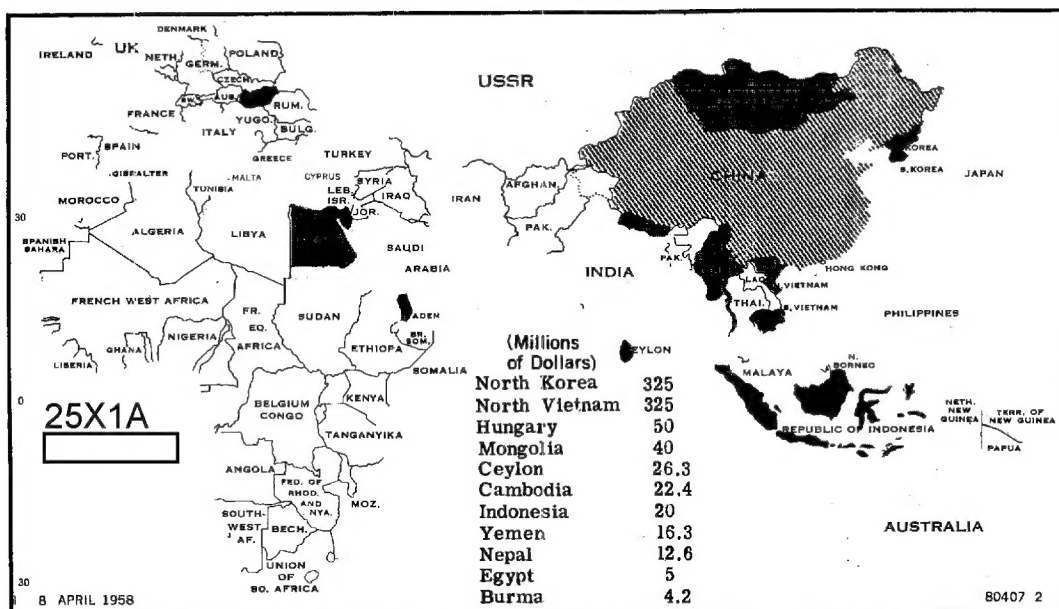 DENMARK
IRELAND
UK
NETH.
GERM.
POLAND
CZECH.
SW.
AUS.
RUM.
FRANCE
ITALY
YUGO.
BULG.
GREECE
PORT.
SPAIN
TURKEY
GIBRALTER
MALTA
CYPRUS
SYRIA
TUNISIA
LEB.
ISR.
IRAQ
JOR.
MOROCCO
ALGERIA
LIBYA
SAUDI
ARABIA
SPANISH
SAHARA
FRENCH WEST AFRICA
FR.
EQ.
AFRICA
SUDAN
ADEN
NIGERIA
GHANA
LIBERIA
ETHIOPA
BR.
SOM.
SOMALIA
BELGIUM
CONGO
KENYA
TANGANYIKA
ANGOLA
FED. OF
RHOD.
AND
NYA.
MOZ.
SOUTH-
WEST
AF.
BECH.
UNION
OF
SO. AFRICA
30
0
30
25X1A
USSR
CHINA
KOREA
S. KOREA
JAPAN
IRAN
AFGHAN.
PAK.
INDIA
PAK.
HONG KONG
LAOS
N. VIETNAM
THAI.
S. VIETNAM
PHILIPPINES
CEYLON
MALAYA
N.
BORNEO
REPUBLIC OF INDONESIA
NETH.
NEW
GUINEA
TERR. OF
NEW GUINEA
PAPUA
AUSTRALIA
(Millions
of Dollars)
North Korea 325
North Vietnam 325
Hungary 50
Mongolia 40
Ceylon 26.3
Cambodia 22.4
Indonesia 20
Yemen 16.3
Nepal 12.6
Egypt 5
Burma 4.2
8 APRIL 1958
80407 2